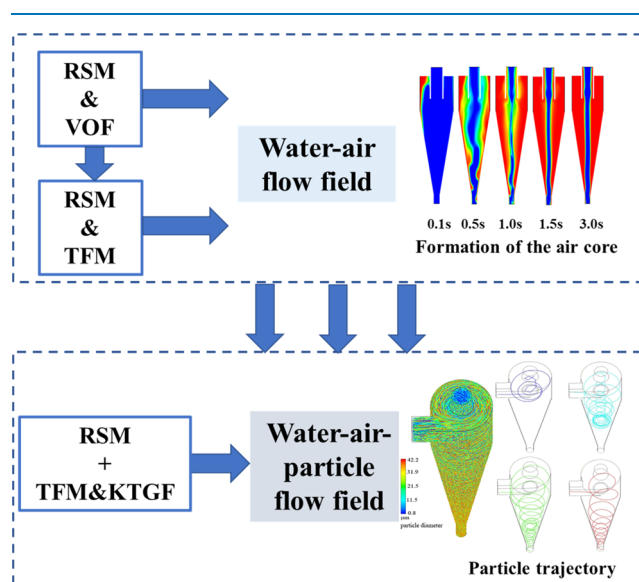 RSM
&
VOF
RSM
&
TFM
Water-air
flow field
0.1s 0.5s 1.0s 1.5s 3.0s
Formation of the air core
RSM
+
TFM&KTGF
Water-air-
particle
flow field
42.2
31.9
21.5
11.5
0.8
particle diameter
Particle trajectory